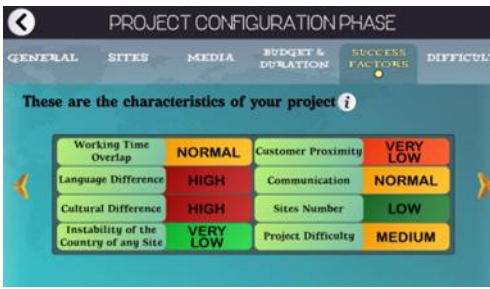 PROJECT CONFIGURATION PHASE
GENERAL SITES MEDIA BUDGET & DURATION SUCCESS FACTORS DIFFICUL
These are the characteristics of your project i
Working Time Overlap NORMAL Customer Proximity VERY LOW
Language Difference HIGH Communication NORMAL
Cultural Difference HIGH Sites Number LOW
Instability of the Country of any Site VERY LOW Project Difficulty MEDIUM